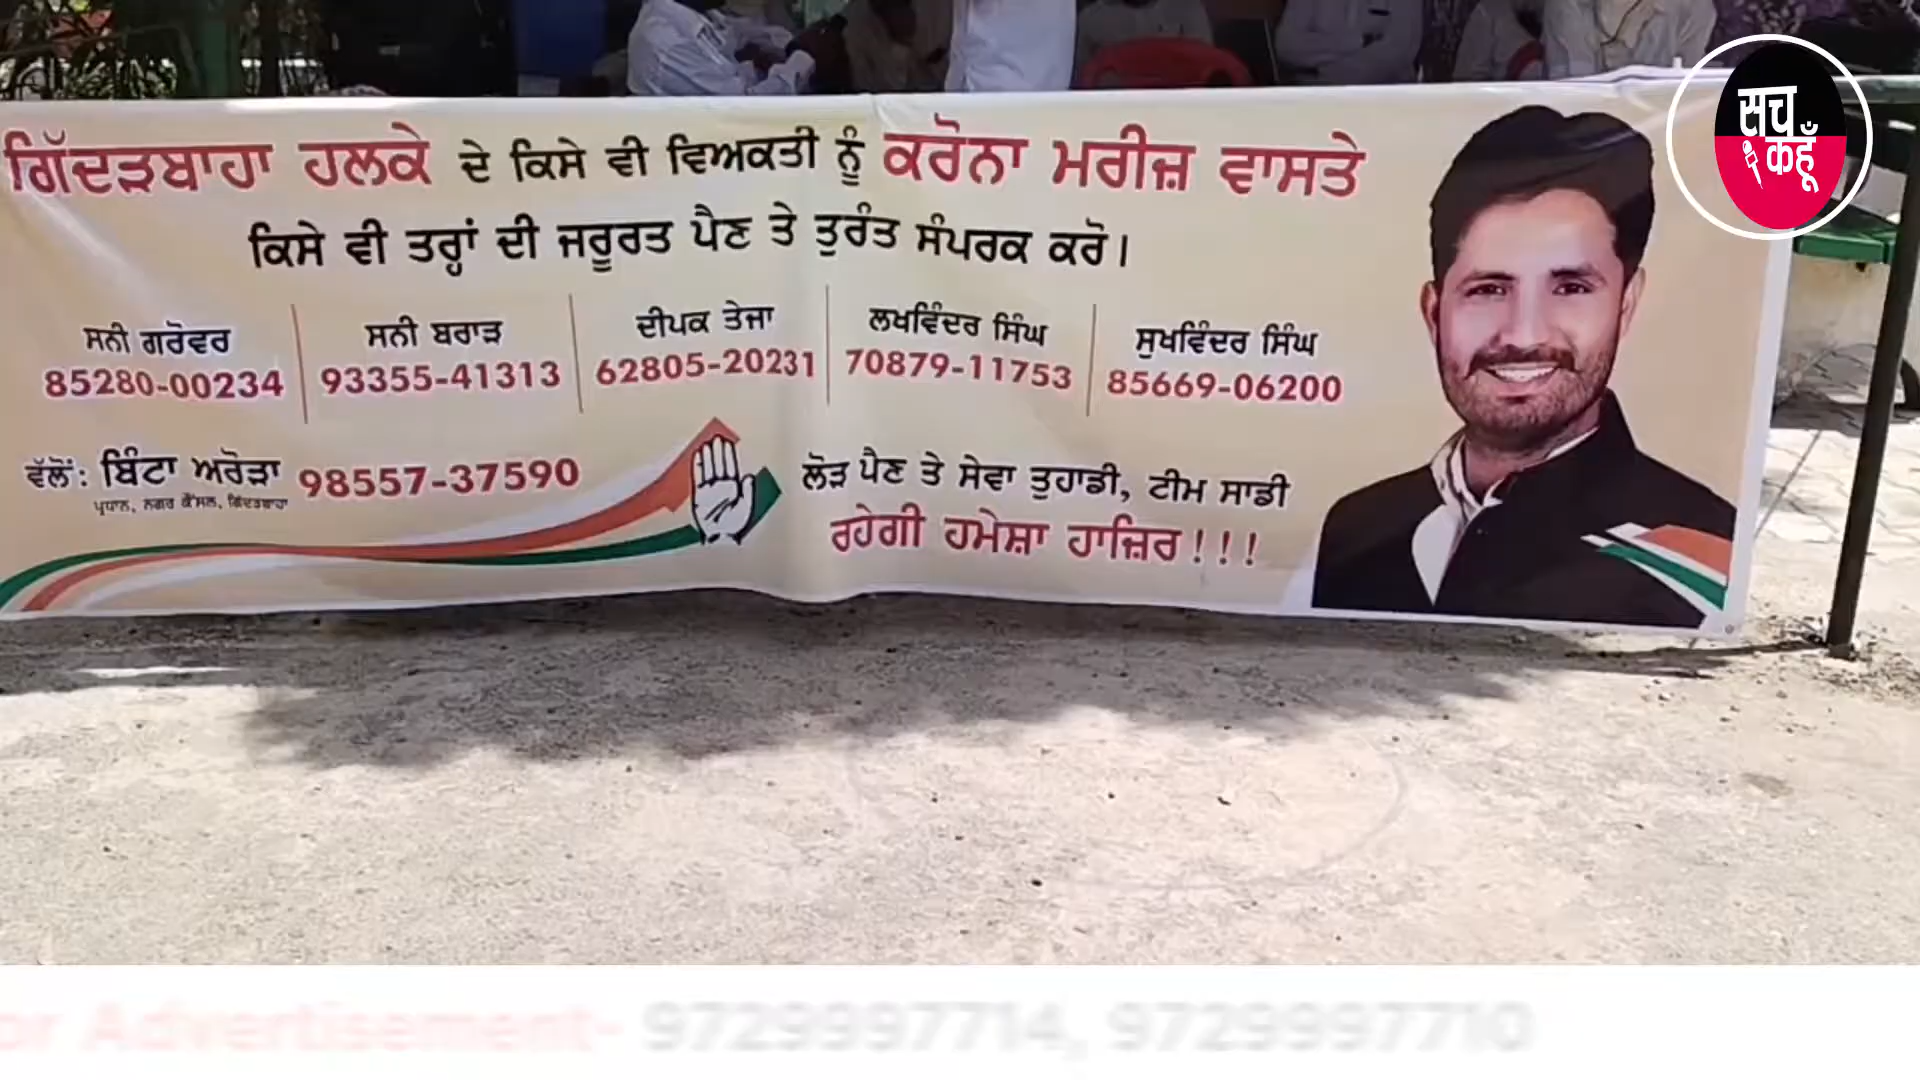 सच
कहूँ
ਗਿੱਦੜਬਾਹਾ ਹਲਕੇ ਦੇ ਕਿਸੇ ਵੀ ਵਿਅਕਤੀ ਨੂੰ ਕਰੋਨਾ ਮਰੀਜ਼ ਵਾਸਤੇ
ਕਿਸੇ ਵੀ ਤਰ੍ਹਾਂ ਦੀ ਜਰੂਰਤ ਪੈਣ ਤੇ ਤੁਰੰਤ ਸੰਪਰਕ ਕਰੋ।
ਸਨੀ ਗਰੋਵਰ
85280-00234
ਸਨੀ ਬਰਾੜ
93355-41313
ਦੀਪਕ ਤੇਜਾ
62805-20231
ਲਖਵਿੰਦਰ ਸਿੰਘ
70879-11753
ਸੁਖਵਿੰਦਰ ਸਿੰਘ
85669-06200
ਵੱਲੋਂ: ਬਿੰਟਾ ਅਰੋੜਾ 98557-37590
ਪ੍ਰਧਾਨ, ਨਗਰ ਕੌਂਸਲ, ਗਿੱਦੜਬਾਹਾ
ਲੋੜ ਪੈਣ ਤੇ ਸੇਵਾ ਤੁਹਾਡੀ, ਟੀਮ ਸਾਡੀ
ਰਹੇਗੀ ਹਮੇਸ਼ਾ ਹਾਜ਼ਿਰ!!!
or Advertisement- 9729997714, 9729997710